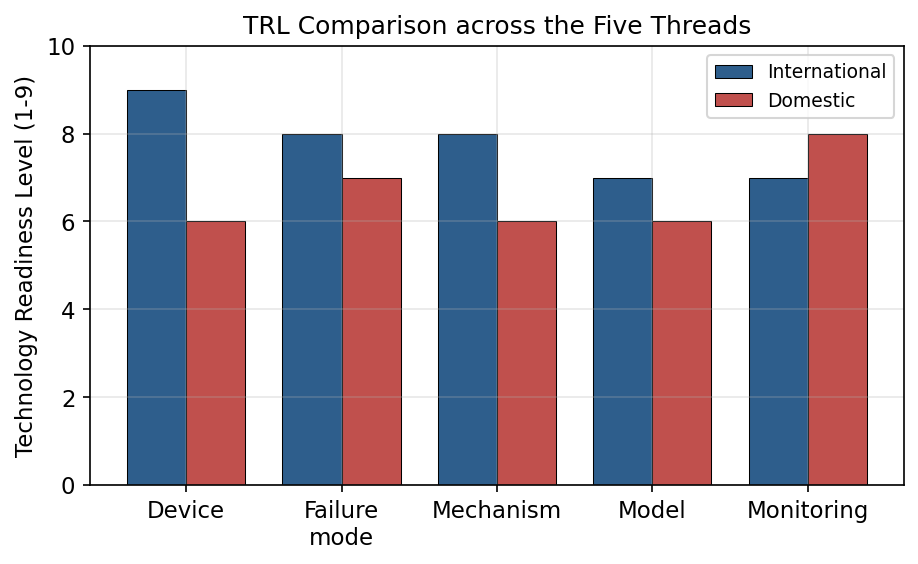 TRL Comparison across the Five Threads
International
Domestic
Technology Readiness Level (1-9)
10
8
6
4
2
0
Device
Failure
mode
Mechanism
Model
Monitoring